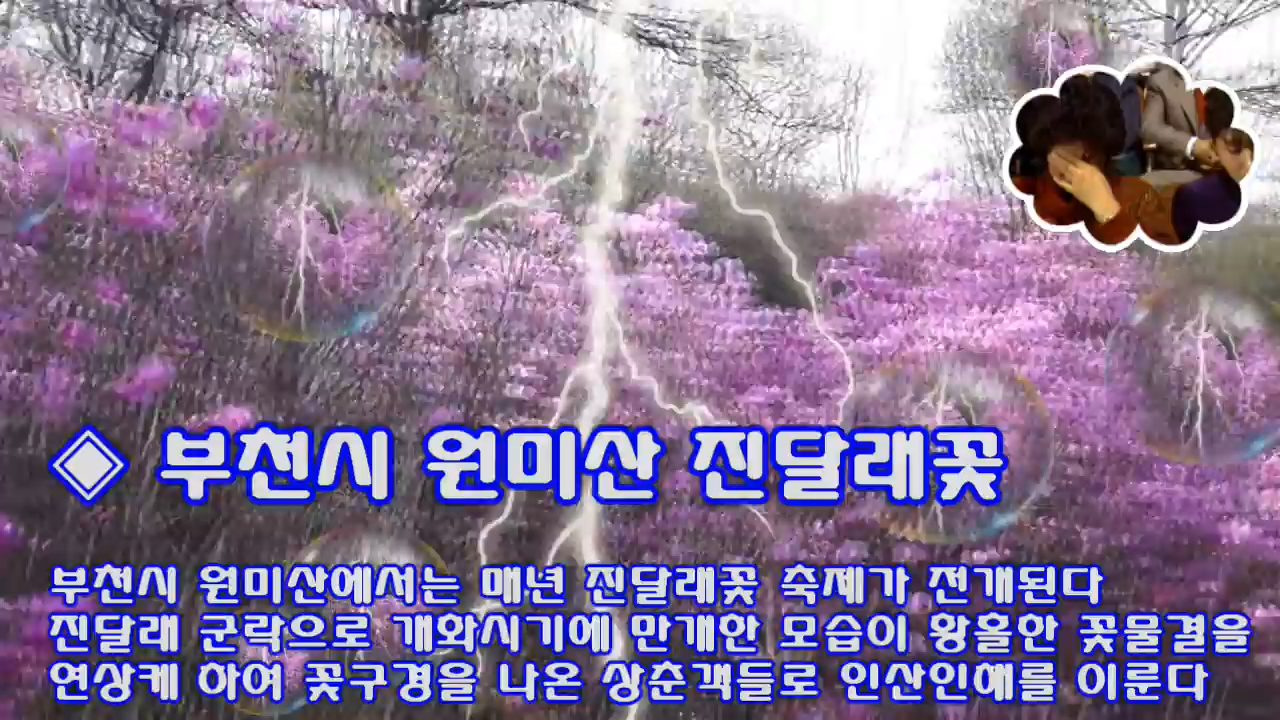 ◈ 부천시 원미산 진달래꽃
부천시 원미산에서는 매년 진달래꽃 축제가 전개된다
진달래 군락으로 개화시기에 만개한 모습이 황홀한 꽃물결을
연상케 하여 꽃구경을 나온 상춘객들로 인산인해를 이룬다